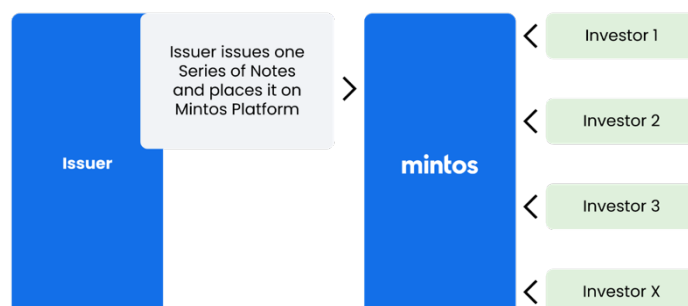 Issuer issues one
Series of Notes
and places it on
Mintos Platform
Issuer
mintos
Investor 1
Investor 2
Investor 3
Investor X